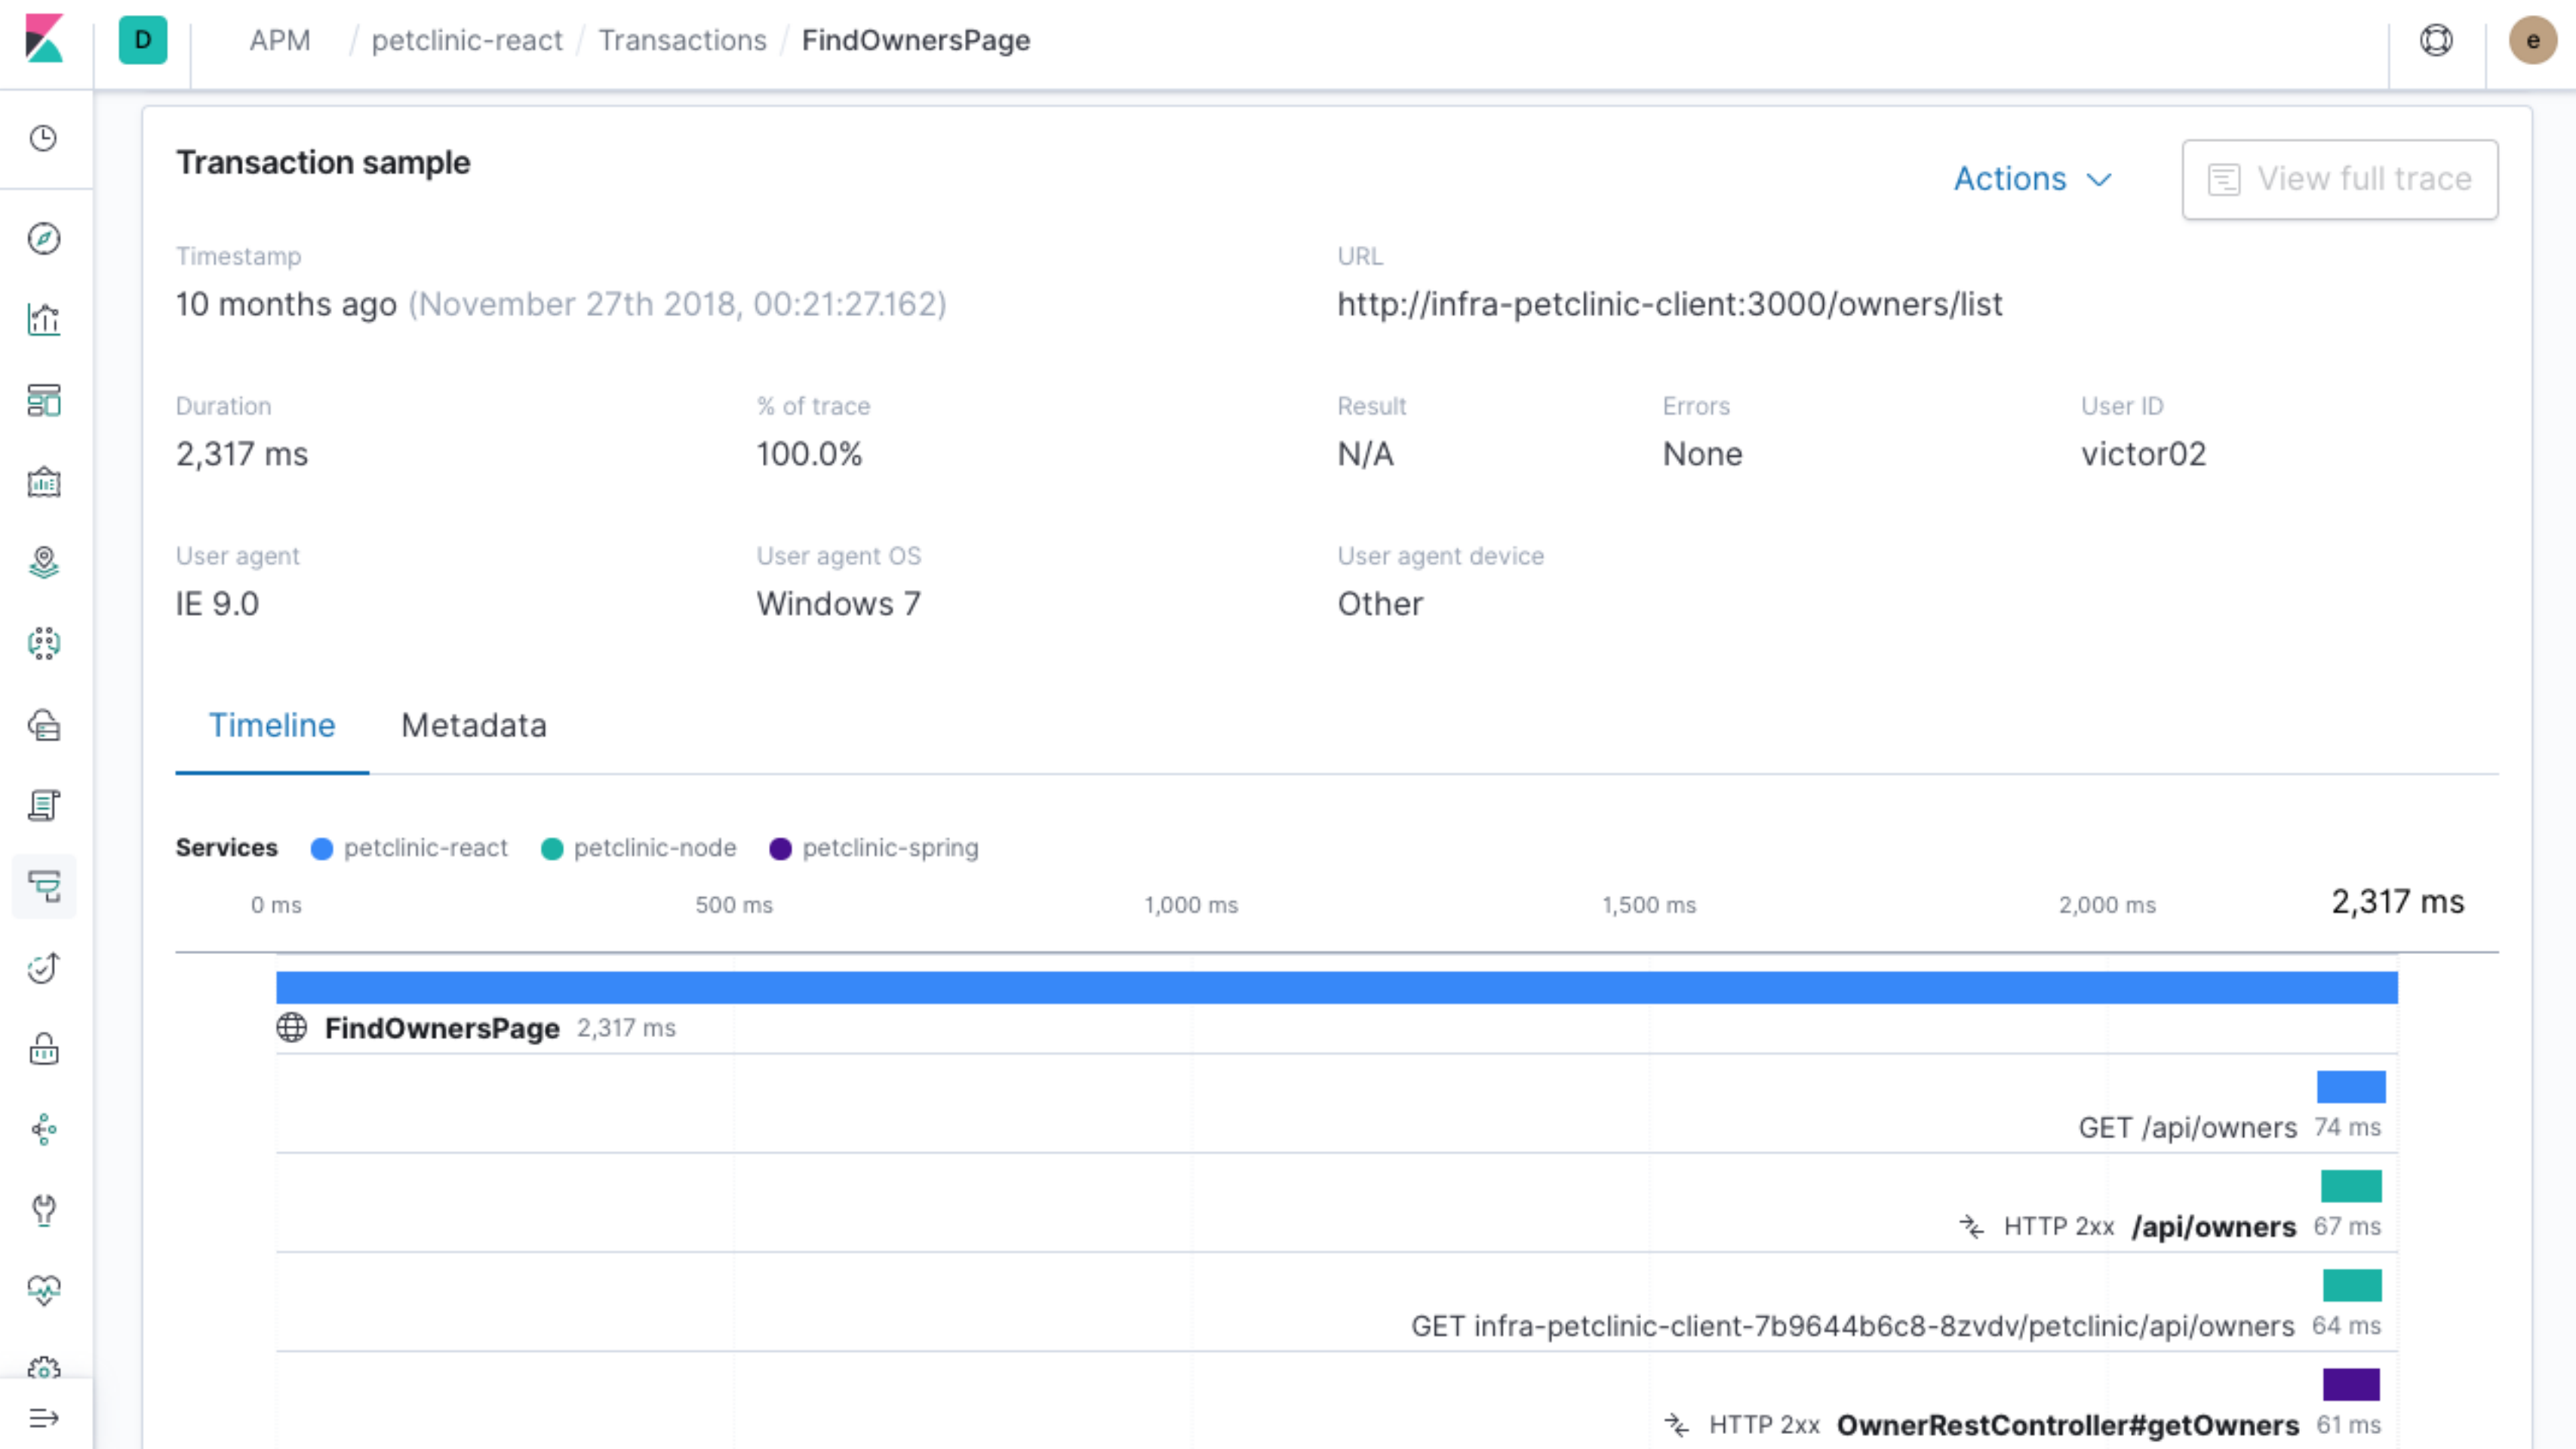 D APM / petclinic-react / Transactions / FindOwnersPage e
Transaction sample
Actions View full trace
Timestamp URL
10 months ago (November 27th 2018, 00:21:27.162) http://infra-petclinic-client:3000/owners/list
Duration % of trace Result Errors User ID
2,317 ms 100.0% N/A None victor02
User agent User agent OS User agent device
IE 9.0 Windows 7 Other
Timeline Metadata
Services petclinic-react petclinic-node petclinic-spring
0 ms 500 ms 1,000 ms 1,500 ms 2,000 ms 2,317 ms
FindOwnersPage 2,317 ms
GET /api/owners 74 ms
HTTP 2xx /api/owners 67 ms
GET infra-petclinic-client-7b9644b6c8-8zvdv/petclinic/api/owners 64 ms
HTTP 2xx OwnerRestController#getOwners 61 ms